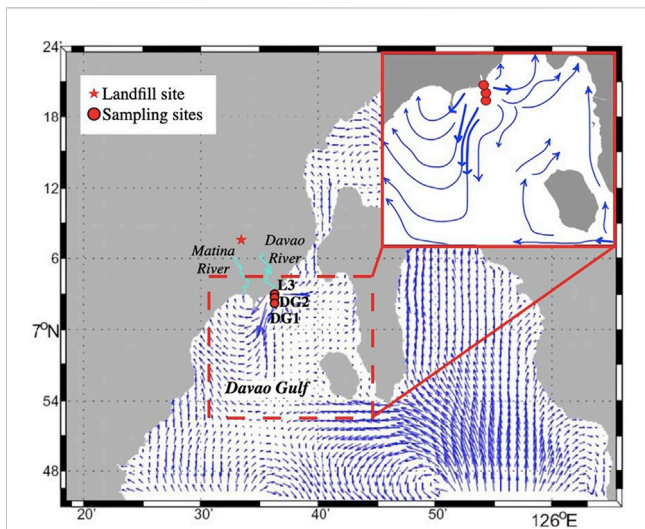 24'
Landfill site
Sampling sites
18
12
Matina
River
Davao
River
6
L3
DG2
DG1
7°
N
Davao Gulf
54
48
20'
30'
40'
50'
126°E